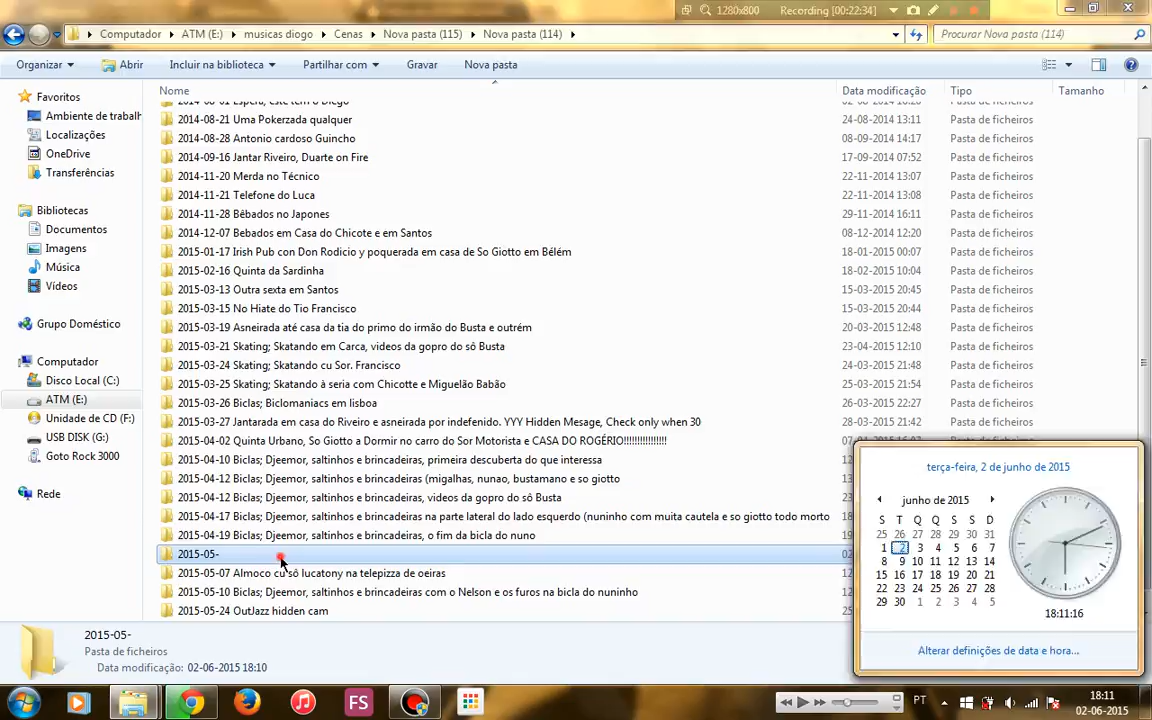 1280x800 Recording [00:22:34]
Computador ATM (E:) musicas diogo Cenas Nova pasta (115) Nova pasta (114) Procurar Nova pasta (114)
Organizar Abrir Incluir na biblioteca Partilhar com Gravar Nova pasta
Nome Data modificação Tipo Tamanho
Favoritos
Ambiente de trabalh
Localizações
OneDrive
Transferências
Bibliotecas
Documentos
Imagens
Música
Vídeos
Grupo Doméstico
Computador
Disco Local (C:)
ATM (E:)
Unidade de CD (F:)
USB DISK (G:)
Goto Rock 3000
Rede
2014-08-21 Uma Pokerzada qualquer 24-08-2014 13:11 Pasta de ficheiros
2014-08-28 Antonio cardoso Guincho 08-09-2014 14:17 Pasta de ficheiros
2014-09-16 Jantar Riveiro, Duarte on Fire 17-09-2014 07:52 Pasta de ficheiros
2014-11-20 Merda no Técnico 22-11-2014 13:07 Pasta de ficheiros
2014-11-21 Telefone do Luca 22-11-2014 13:08 Pasta de ficheiros
2014-11-28 Bêbados no Japones 29-11-2014 16:11 Pasta de ficheiros
2014-12-07 Bebados em Casa do Chicote e em Santos 08-12-2014 12:20 Pasta de ficheiros
2015-01-17 Irish Pub con Don Rodicio y poquerada em casa de So Giotto em Bélém 18-01-2015 00:07 Pasta de ficheiros
2015-02-16 Quinta da Sardinha 18-02-2015 10:04 Pasta de ficheiros
2015-03-13 Outra sexta em Santos 15-03-2015 20:45 Pasta de ficheiros
2015-03-15 No Hiate do Tio Francisco 15-03-2015 20:44 Pasta de ficheiros
2015-03-19 Asneirada até casa da tia do primo do irmão do Busta e outrém 20-03-2015 12:48 Pasta de ficheiros
2015-03-21 Skating; Skatando em Carca, videos da gopro do sô Busta 23-04-2015 12:10 Pasta de ficheiros
2015-03-24 Skating; Skatando cu Sor. Francisco 24-03-2015 21:48 Pasta de ficheiros
2015-03-25 Skating; Skatando à seria com Chicotte e Miguelão Babão 25-03-2015 21:54 Pasta de ficheiros
2015-03-26 Biclas; Biclomaniacs em lisboa 26-03-2015 22:27 Pasta de ficheiros
2015-03-27 Jantarada em casa do Riveiro e asneirada por indefenido. YYY Hidden Mesage, Check only when 30 28-03-2015 21:42 Pasta de ficheiros
2015-04-02 Quinta Urbano, So Giotto a Dormir no carro do Sor Motorista e CASA DO ROGÉRIO!!!!!!!!!!!!!!!!
2015-04-10 Biclas; Djeemor, saltinhos e brincadeiras, primeira descuberta do que interessa
2015-04-12 Biclas; Djeemor, saltinhos e brincadeiras (migalhas, nunao, bustamano e so giotto
2015-04-12 Biclas; Djeemor, saltinhos e brincadeiras, videos da gopro do sô Busta
2015-04-17 Biclas; Djeemor, saltinhos e brincadeiras na parte lateral do lado esquerdo (nuninho com muita cautela e so giotto todo morto
2015-04-19 Biclas; Djeemor, saltinhos e brincadeiras, o fim da bicla do nuno
2015-05-
2015-05-07 Almoco cu sô lucatony na telepizza de oeiras
2015-05-10 Biclas; Djeemor, saltinhos e brincadeiras com o Nelson e os furos na bicla do nuninho
2015-05-24 OutJazz hidden cam
terça-feira, 2 de junho de 2015
junho de 2015
S T Q Q S S D
25 26 27 28 29 30 31
1 2 3 4 5 6 7
8 9 10 11 12 13 14
15 16 17 18 19 20 21
22 23 24 25 26 27 28
29 30 1 2 3 4 5
18:11:16
Alterar definições de data e hora...
2015-05-
Pasta de ficheiros
Data modificação: 02-06-2015 18:10
FS PT 18:11
02-06-2015